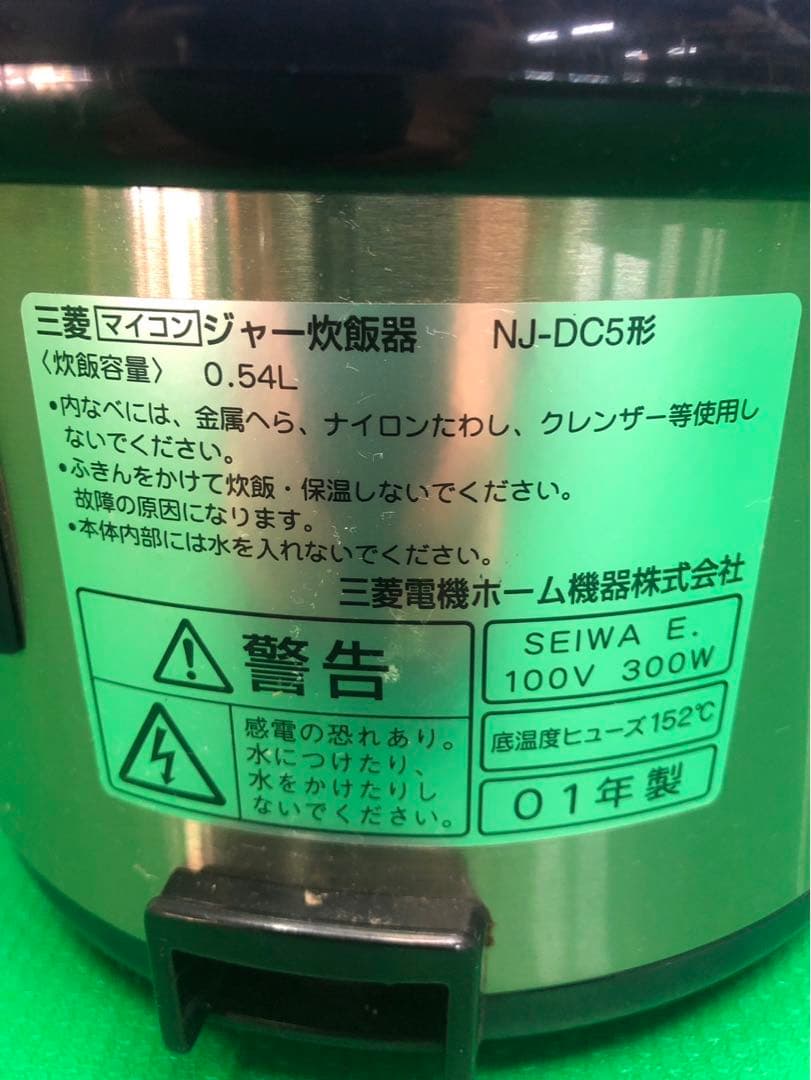 三菱 マイコン ジャー炊飯器 NJ-DC5形
〈炊飯容量〉 0.54L
•内なべには、金属へら、ナイロンたわし、クレンザー等使用し
ないでください。
•ふきんをかけて炊飯・保温しないでください。
故障の原因になります。
•本体内部には水を入れないでください。
三菱電機ホーム機器株式会社
警告
感電の恐れあり。
水につけたり、
水をかけたりし
ないでください。
SEIWA E.
100V 300W
底温度ヒューズ152℃
01年製